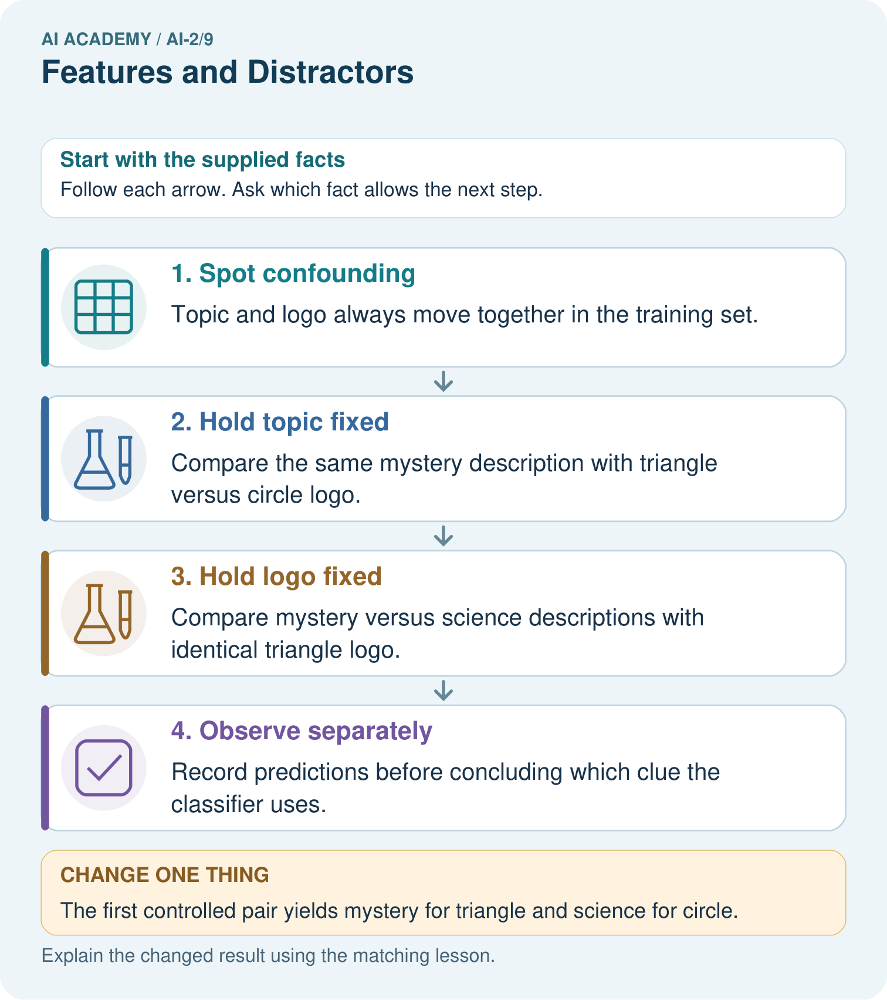 AI ACADEMY / AI-2/9
Features and Distractors
Start with the supplied facts
Follow each arrow. Ask which fact allows the next step.
1. Spot confounding
Topic and logo always move together in the training set.
2. Hold topic fixed
Compare the same mystery description with triangle
versus circle logo.
3. Hold logo fixed
Compare mystery versus science descriptions with
identical triangle logo.
4. Observe separately
Record predictions before concluding which clue the
classifier uses.
CHANGE ONE THING
The first controlled pair yields mystery for triangle and science for circle.
Explain the changed result using the matching lesson.